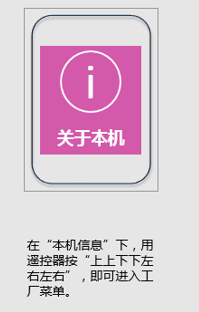 i
关于本机
在“本机信息”下，用
遥控器按“上上下下左
右左右”，即可进入工
厂菜单。